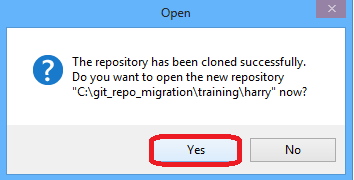 Open
The repository has been cloned successfully.
Do you want to open the new repository
"C:\git_repo_migration\training\harry" now?
Yes
No